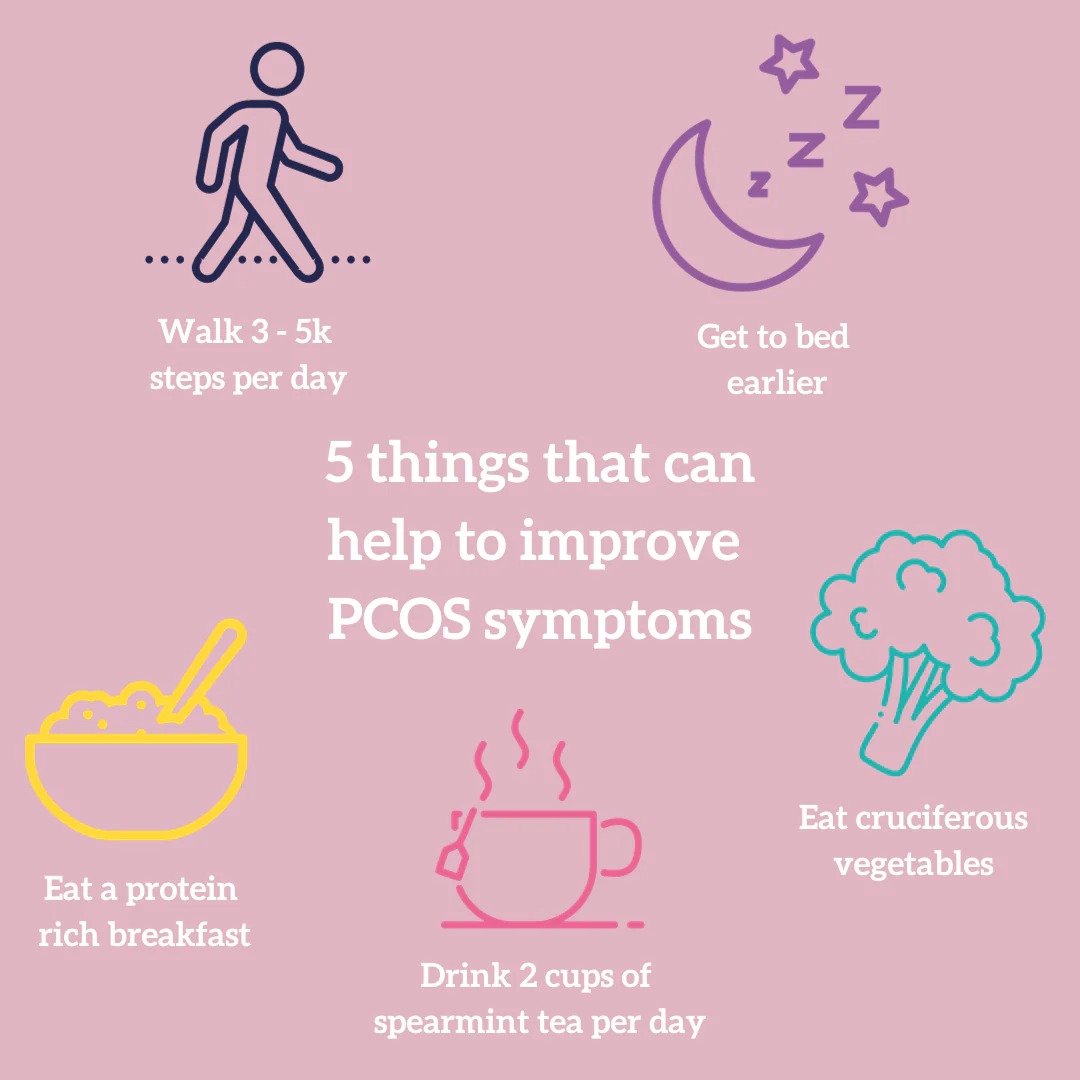 Walk 3 - 5k
steps per day
z
Z
Z
Get to bed
earlier
5 things that can
help to improve
PCOS symptoms
Eat a protein
rich breakfast
Drink 2 cups of
spearmint tea per day
Eat cruciferous
vegetables